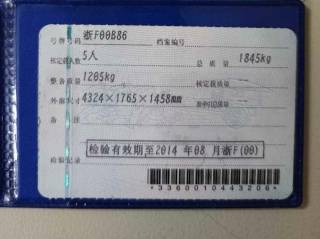 号牌号码 浙F00B86 档案编号
核定载人数 5人 总质量 1845kg
整备质量 1205kg 核定载质量 --
外廓尺寸 4324×1765×1458mm 准牵引总质量 --
备注
检验有效期至2014 年08 月浙F(00)
检验记录
*3360010443206*